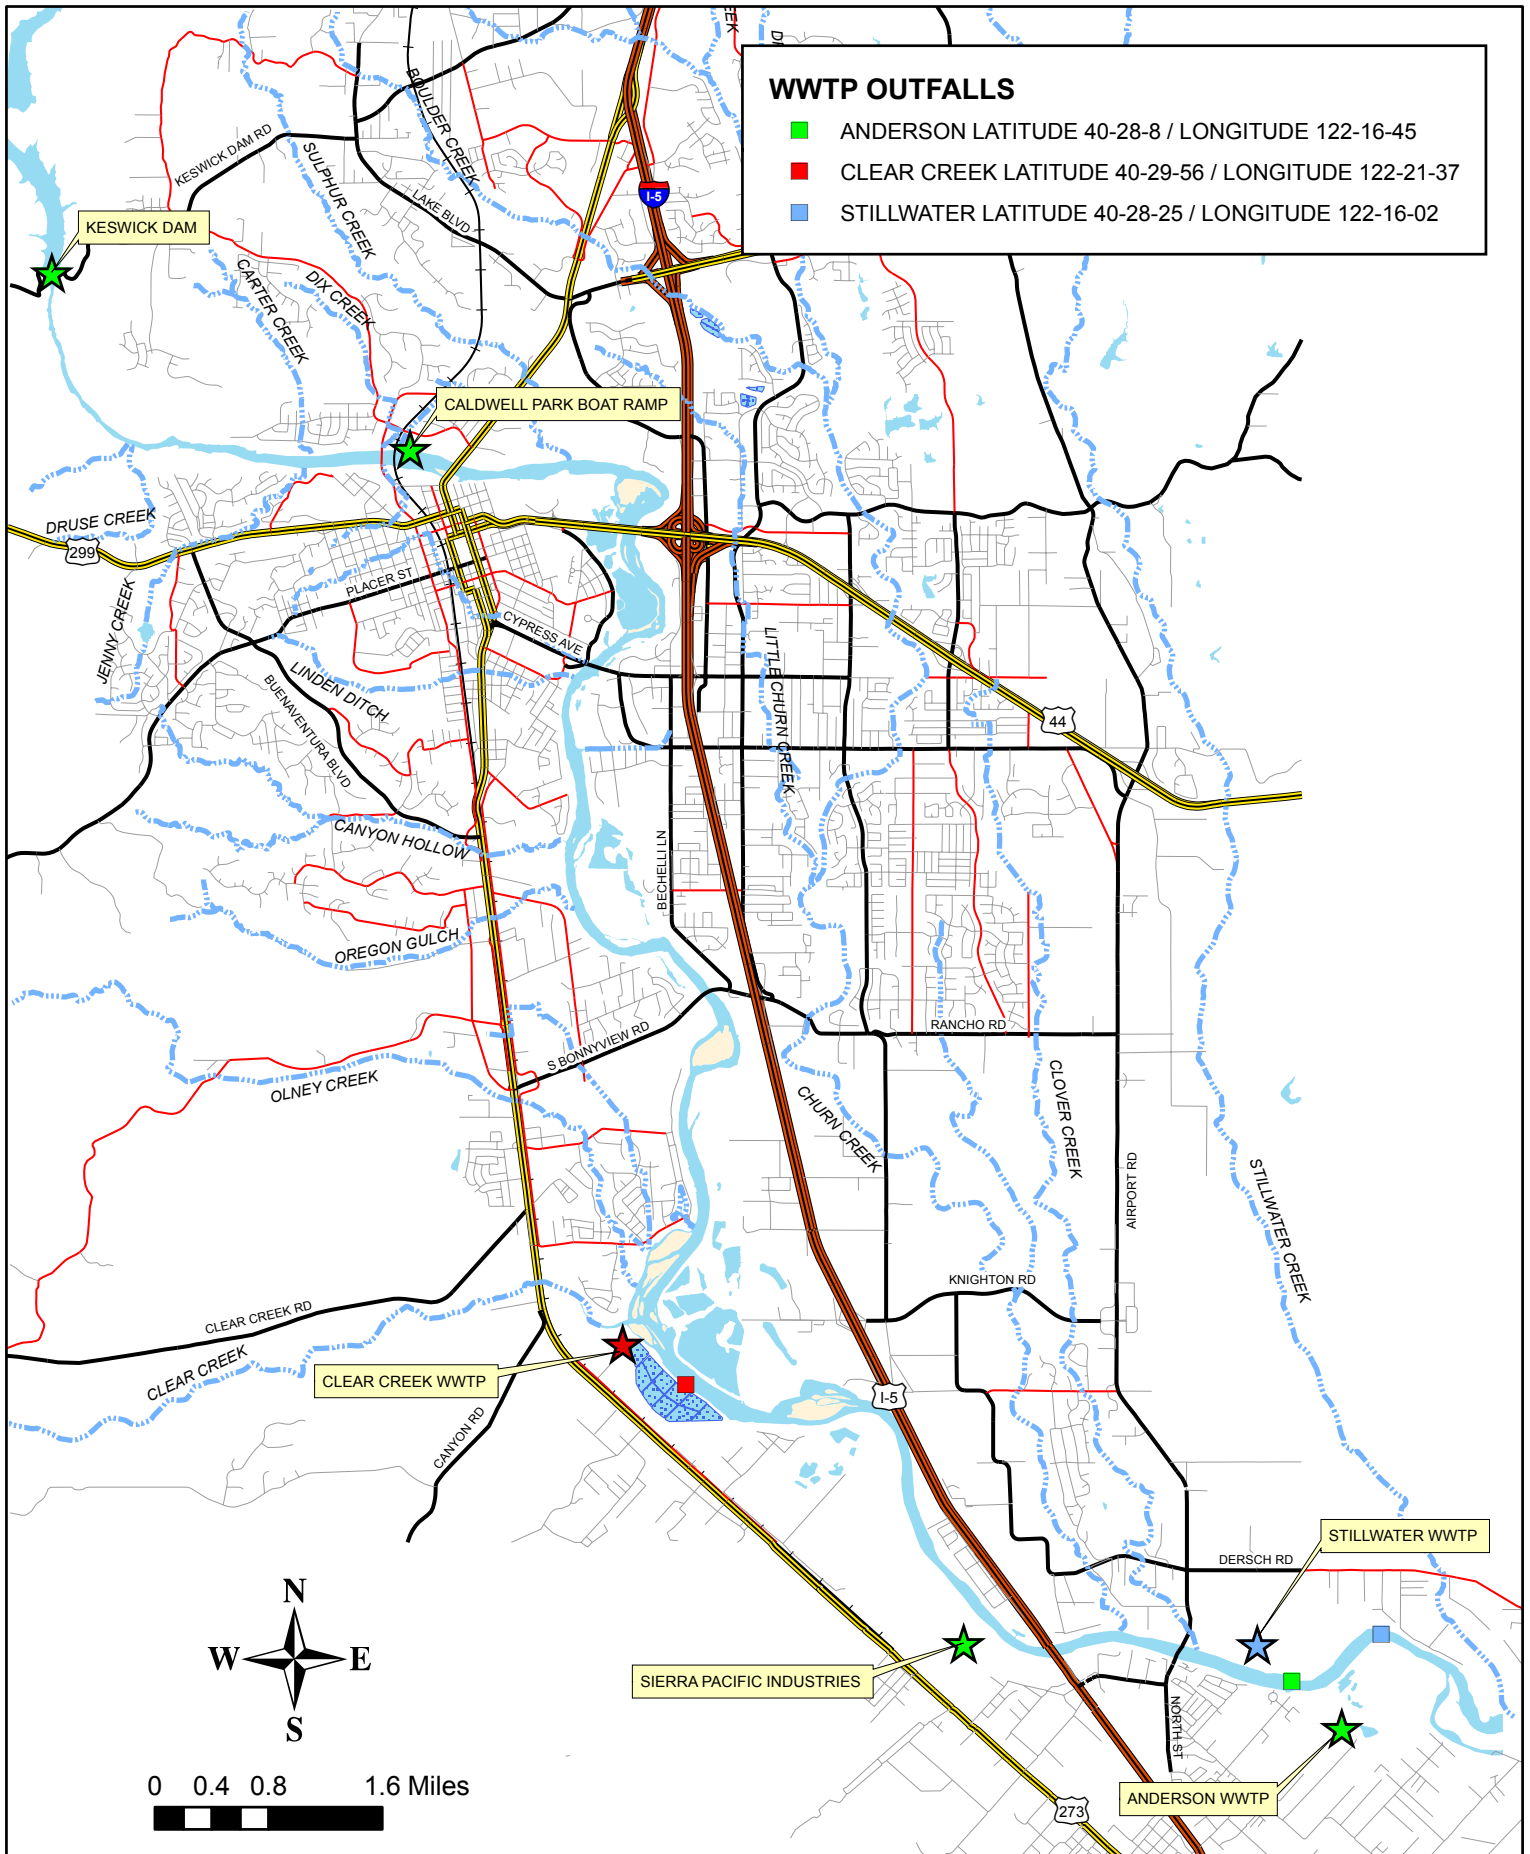 EEK
DR
WWTP OUTFALLS
ANDERSON LATITUDE 40-28-8 / LONGITUDE 122-16-45
CLEAR CREEK LATITUDE 40-29-56 / LONGITUDE 122-21-37
STILLWATER LATITUDE 40-28-25 / LONGITUDE 122-16-02
BOULDER CREEK
KESWICK DAM RD
SULPHUR CREEK
LAKE BLVD
I-5
KESWICK DAM
CARTER CREEK
DIX CREEK
CALDWELL PARK BOAT RAMP
DRUSE CREEK
299
PLACER ST
JENNY CREEK
CYPRESS AVE
LITTLE CHURN CREEK
LINDEN DITCH
BUENAVENTURA BLVD
44
CANYON HOLLOW
BECHELLI LN
OREGON GULCH
RANCHO RD
S BONNYVIEW RD
OLNEY CREEK
CHURN CREEK
CLOVER CREEK
AIRPORT RD
STILLWATER CREEK
KNIGHTON RD
CLEAR CREEK RD
CLEAR CREEK
CLEAR CREEK WWTP
I-5
CANYON RD
STILLWATER WWTP
DERSCH RD
N
W
E
S
SIERRA PACIFIC INDUSTRIES
NORTH ST
ANDERSON WWTP
273
0 0.4 0.8 1.6 Miles